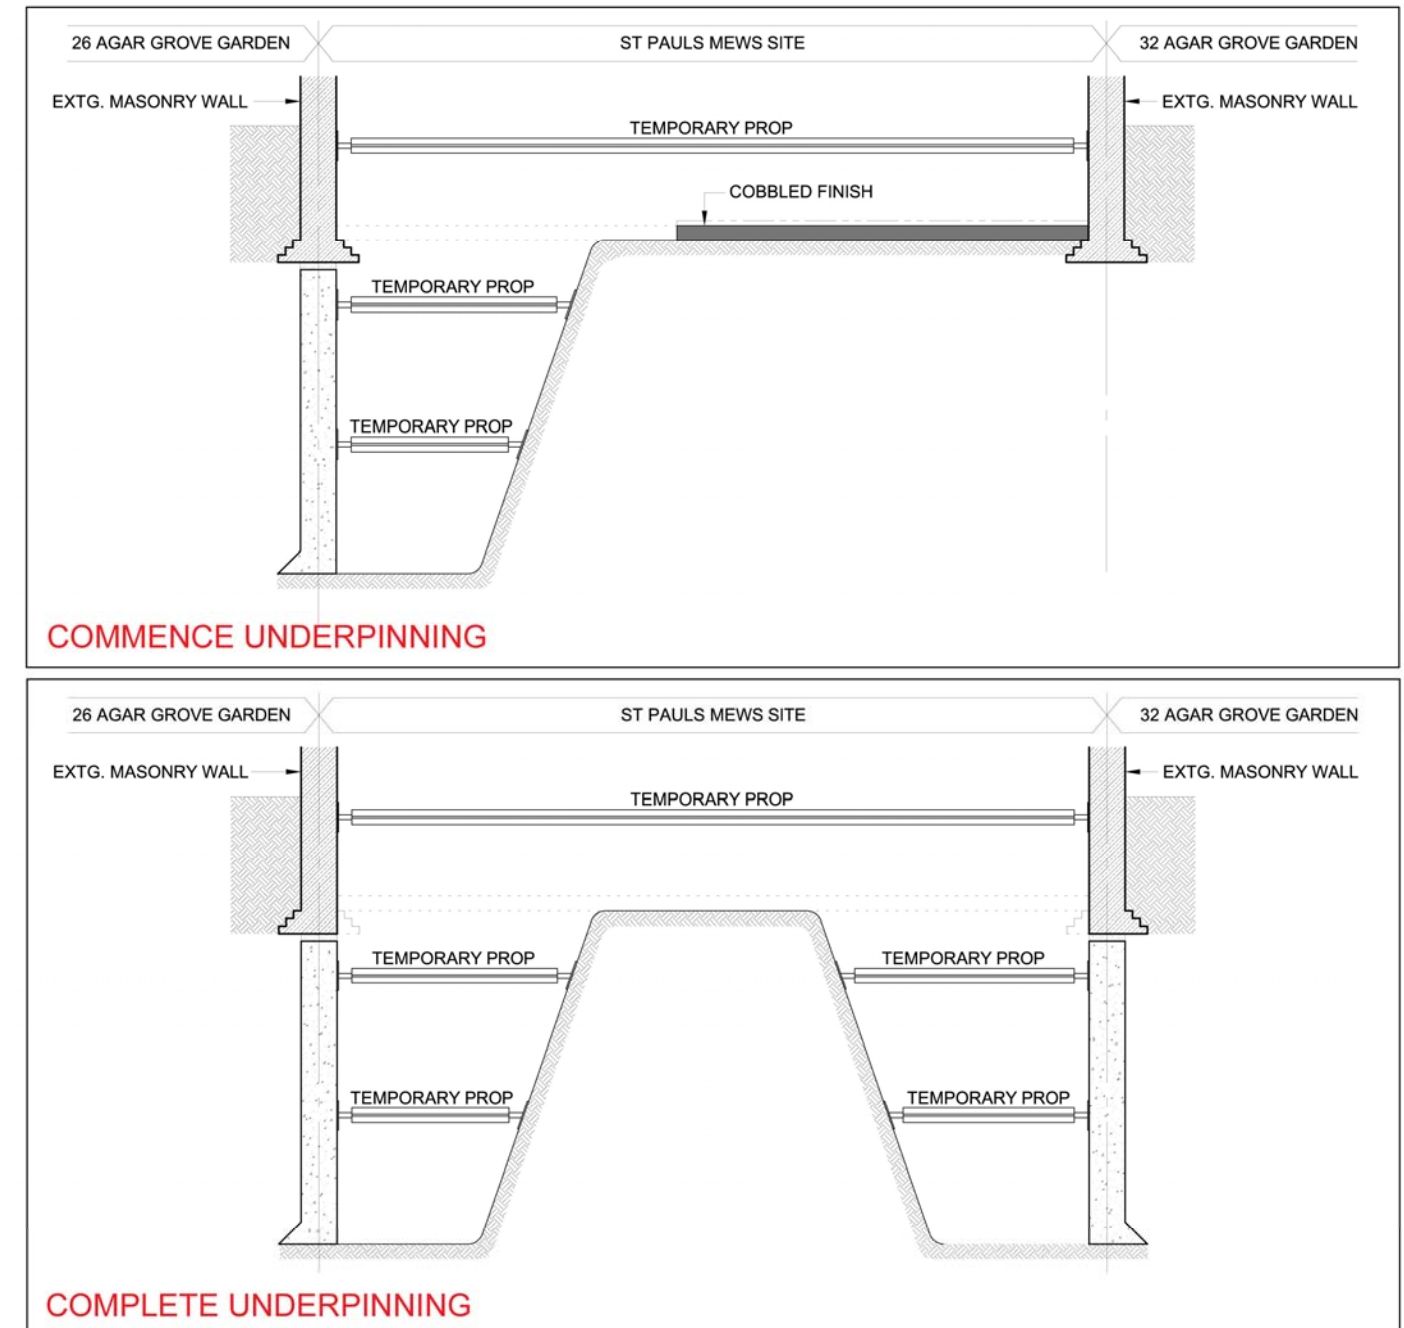 26 AGAR GROVE GARDEN
ST PAULS MEWS SITE
32 AGAR GROVE GARDEN
EXTG. MASONRY WALL
EXTG. MASONRY WALL
TEMPORARY PROP
COBBLED FINISH
TEMPORARY PROP
TEMPORARY PROP
COMMENCE UNDERPINNING
26 AGAR GROVE GARDEN
ST PAULS MEWS SITE
32 AGAR GROVE GARDEN
EXTG. MASONRY WALL
EXTG. MASONRY WALL
TEMPORARY PROP
TEMPORARY PROP
TEMPORARY PROP
TEMPORARY PROP
TEMPORARY PROP
COMPLETE UNDERPINNING